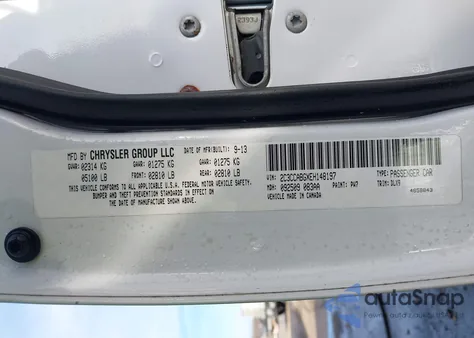 MFD BY CHRYSLER GROUP LLC DATE OF MFR(BUILT): 9-13
GVWR: 02314 KG GAWR: 01275 KG GAWR: 01275 KG
05100 LB FRONT: 02810 LB REAR: 02810 LB
THIS VEHICLE CONFORMS TO ALL APPLICABLE U.S.A. FEDERAL MOTOR VEHICLE SAFETY,
BUMPER AND THEFT PREVENTION STANDARDS IN EFFECT ON
THE DATE OF MANUFACTURE SHOWN ABOVE.
VIN: 2C3CCABGXEH148197 TYPE: PASSENGER CAR
MDH: 092509 083AA PAINT: PW7 TRIM: DLX9
VEHICLE MADE IN CANADA
autoSnap